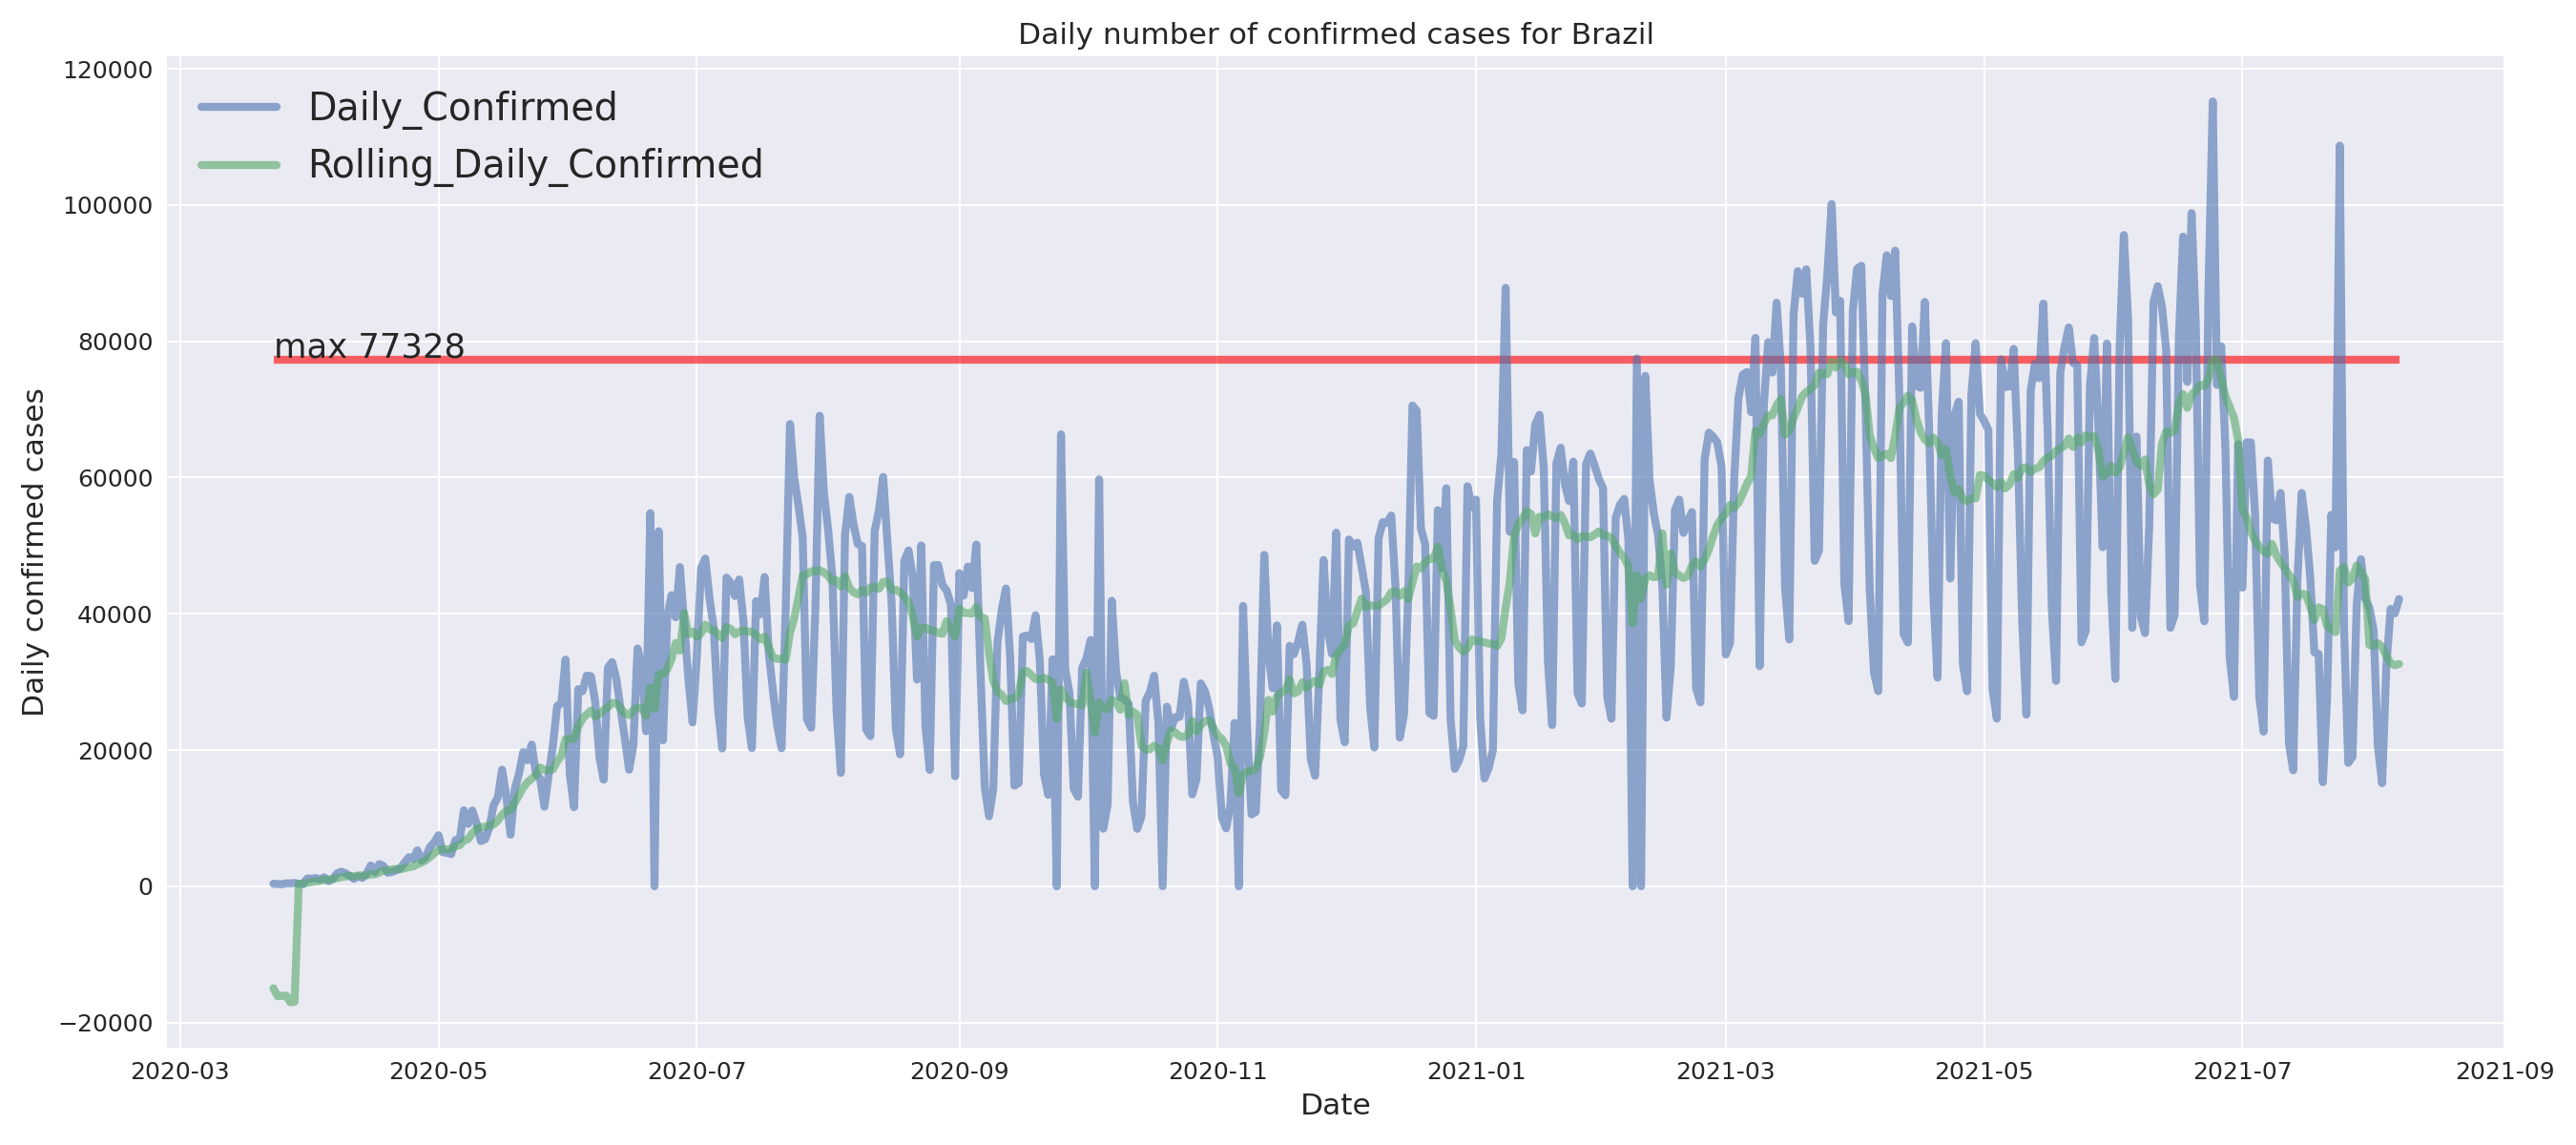 Daily number of confirmed cases for Brazil
120000
100000
80000
60000
40000
20000
0
−20000
Daily confirmed cases
Daily_Confirmed
Rolling_Daily_Confirmed
max 77328
2020-03 2020-05 2020-07 2020-09 2020-11 2021-01 2021-03 2021-05 2021-07 2021-09
Date